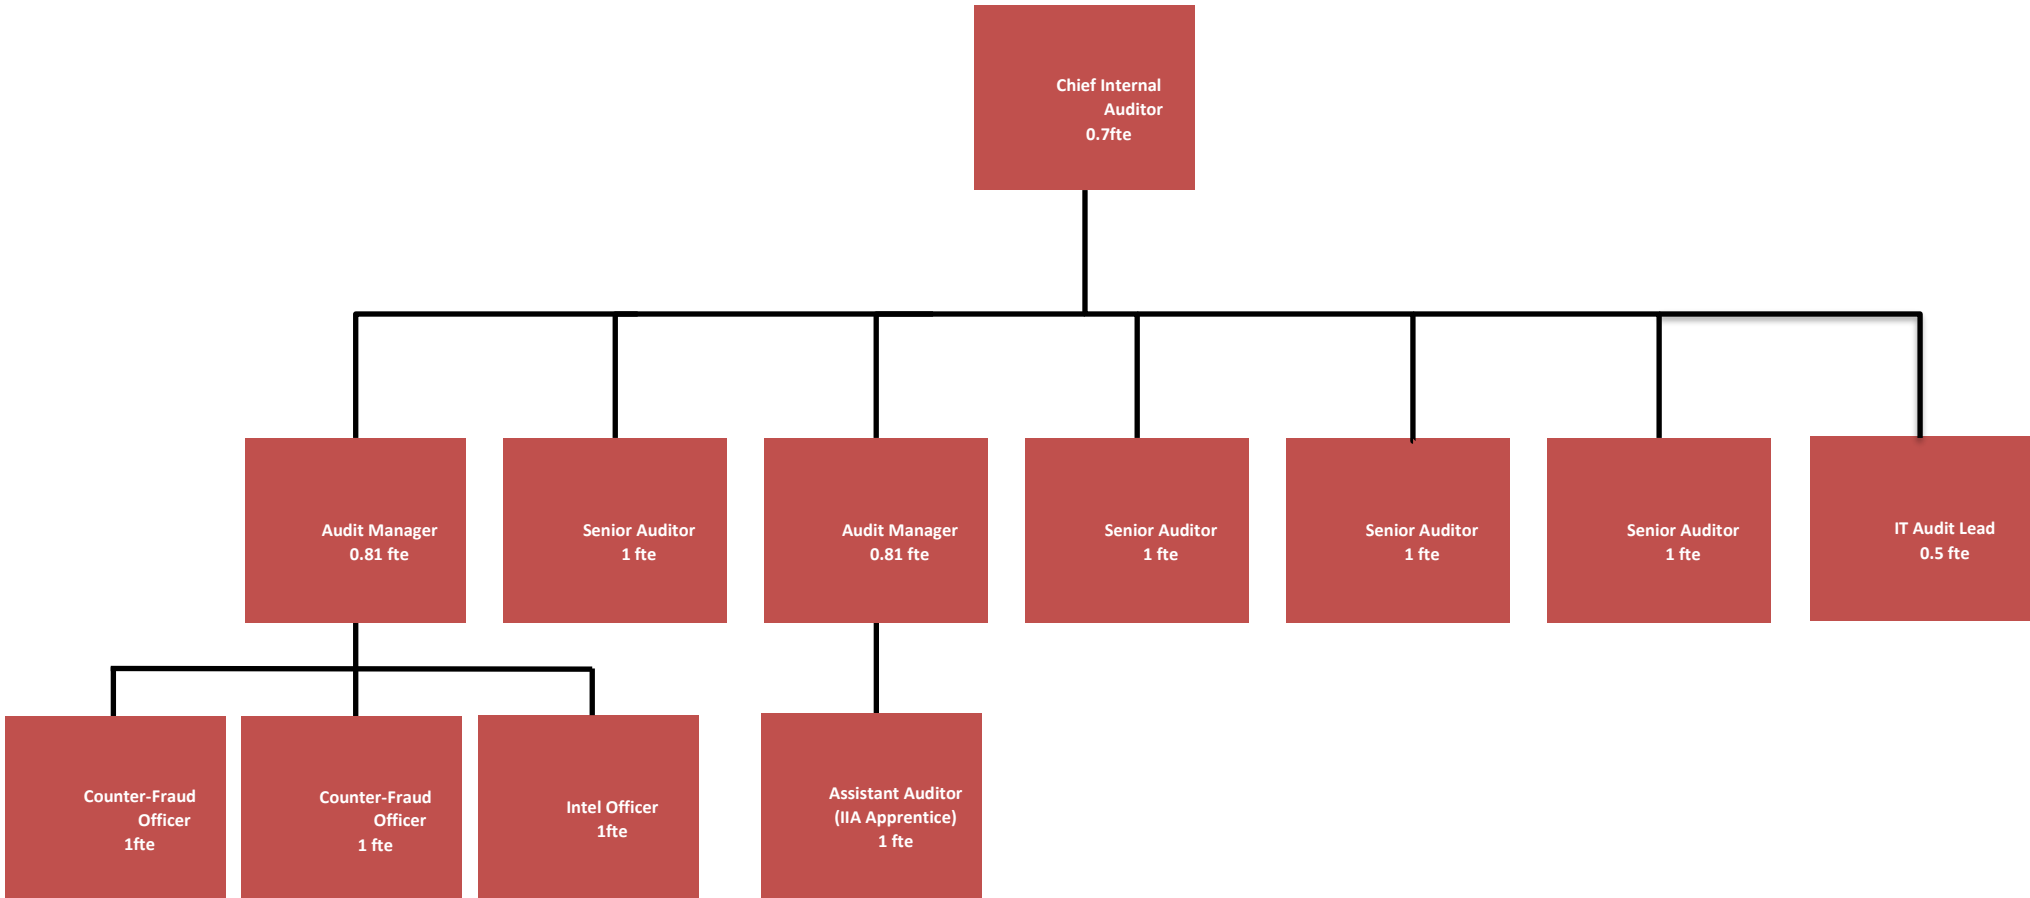 Chief Internal
Auditor
0.7fte
Audit Manager
0.81 fte
Senior Auditor
1 fte
Audit Manager
0.81 fte
Senior Auditor
1 fte
Senior Auditor
1 fte
Senior Auditor
1 fte
IT Audit Lead
0.5 fte
Counter-Fraud
Officer
1fte
Counter-Fraud
Officer
1 fte
Intel Officer
1fte
Assistant Auditor
(IIA Apprentice)
1 fte